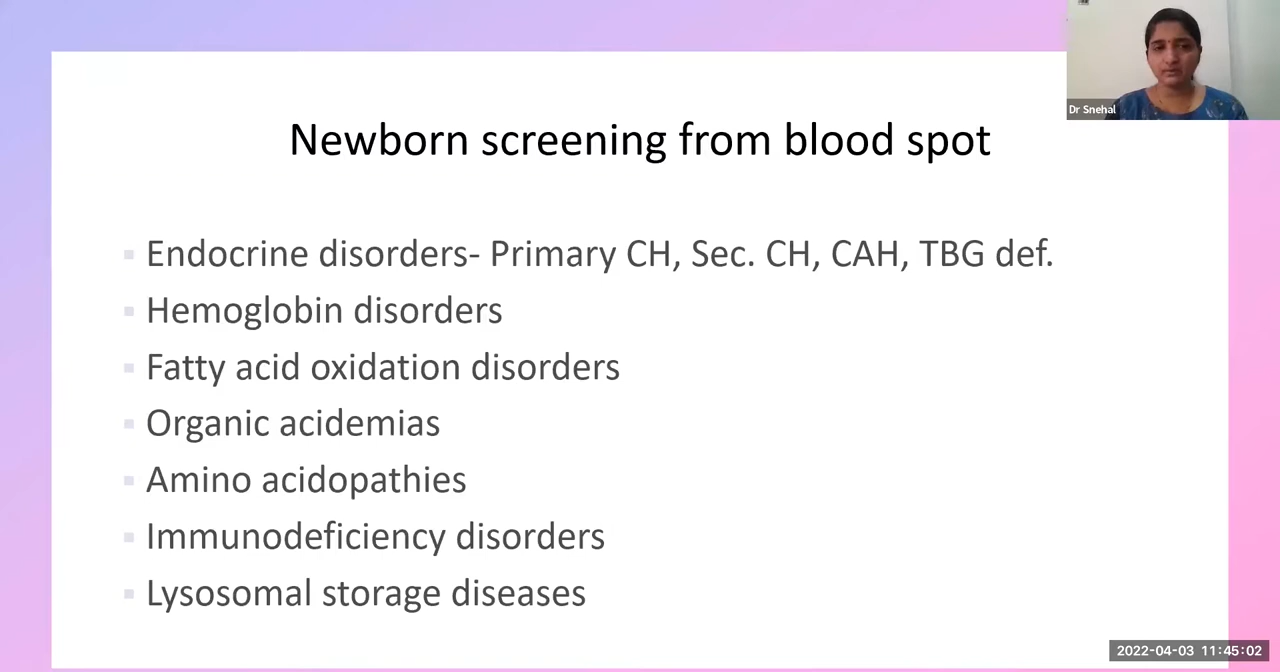 Dr Snehal
Newborn screening from blood spot
Endocrine disorders- Primary CH, Sec. CH, CAH, TBG def.
Hemoglobin disorders
Fatty acid oxidation disorders
Organic acidemias
Amino acidopathies
Immunodeficiency disorders
Lysosomal storage diseases
2022-04-03 11:45:02